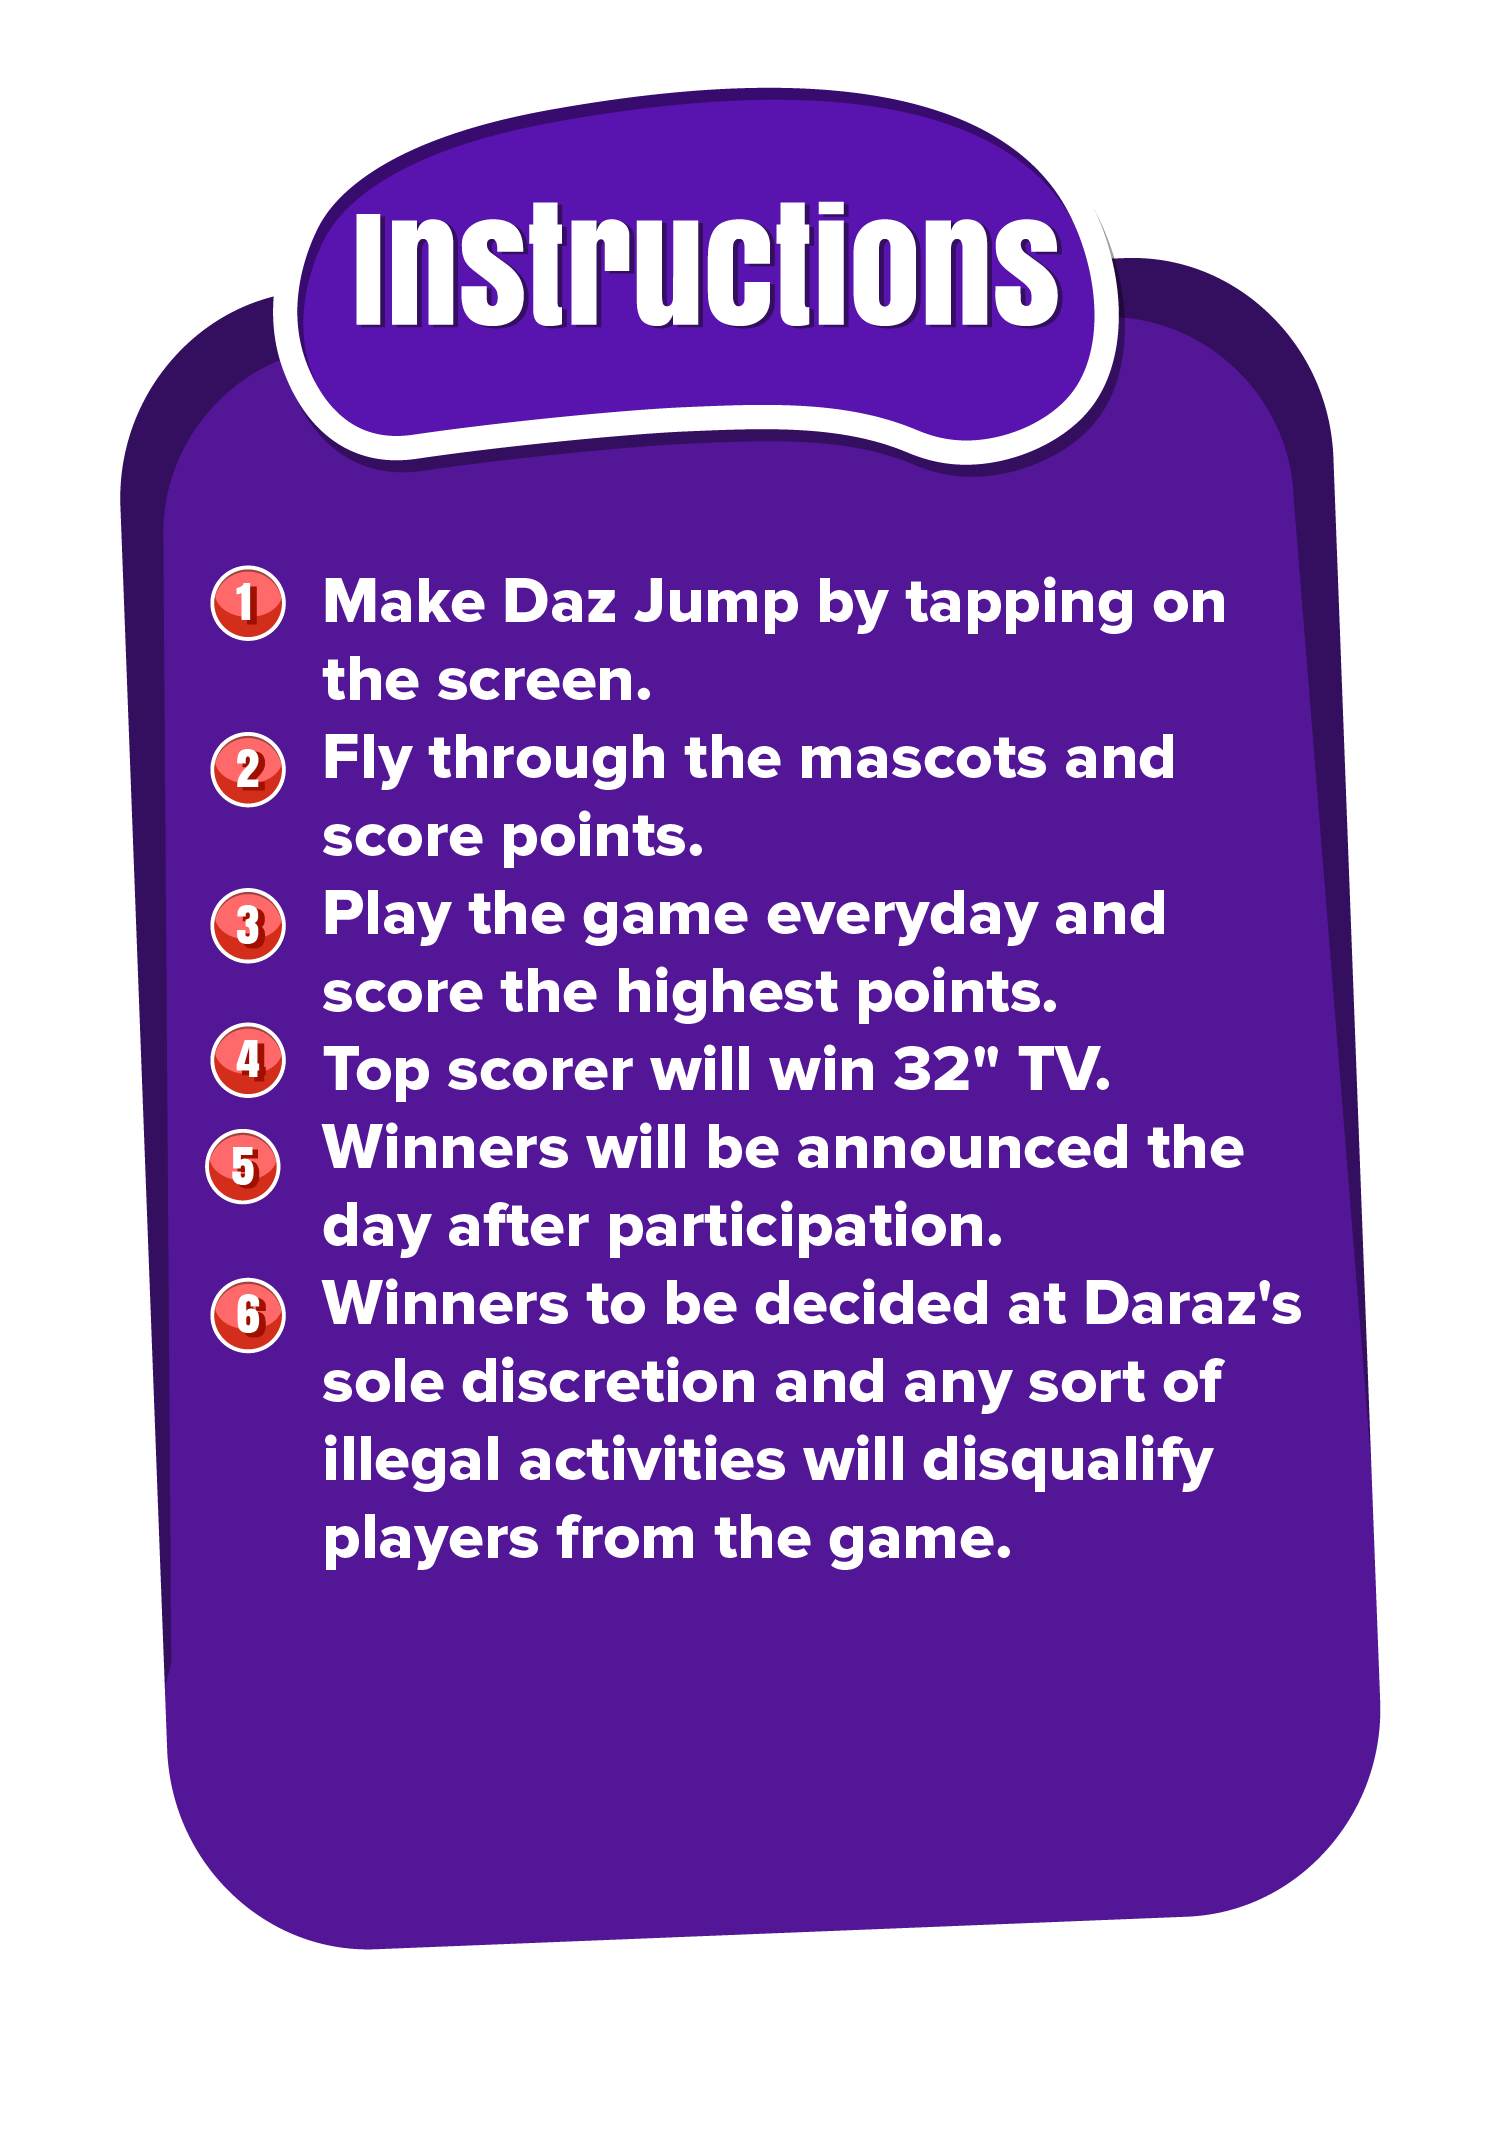 Instructions
1 Make Daz Jump by tapping on
the screen.
2 Fly through the mascots and
score points.
3 Play the game everyday and
score the highest points.
4 Top scorer will win 32" TV.
5 Winners will be announced the
day after participation.
6 Winners to be decided at Daraz's
sole discretion and any sort of
illegal activities will disqualify
players from the game.